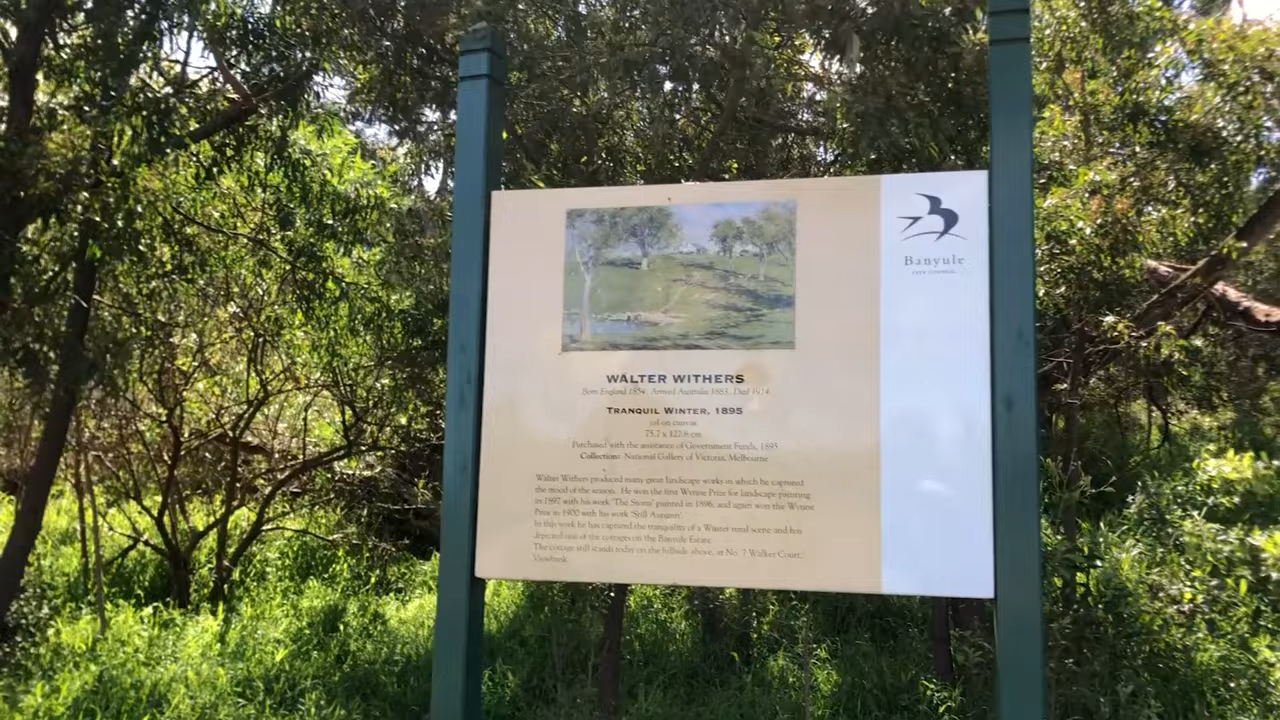 Banyule
CITY COUNCIL
WALTER WITHERS
Born England 1854. Arrived Australia 1883. Died 1914
TRANQUIL WINTER, 1895
oil on canvas
75.7 x 122.8 cm
Purchased with the assistance of Government Funds, 1895
Collection: National Gallery of Victoria, Melbourne
Walter Withers produced many great landscape works in which he captured
the mood of the season. He won the first Wynne Prize for landscape painting
in 1897 with his work 'The Storm' painted in 1896, and again won the Wynne
Prize in 1900 with his work 'Still Autumn'.
In this work he has captured the tranquility of a Winter rural scene and has
depicted one of the cottages on the Banyule Estate.
The cottage still stands today on the hillside above, at No. 7 Walker Court,
Viewbank.